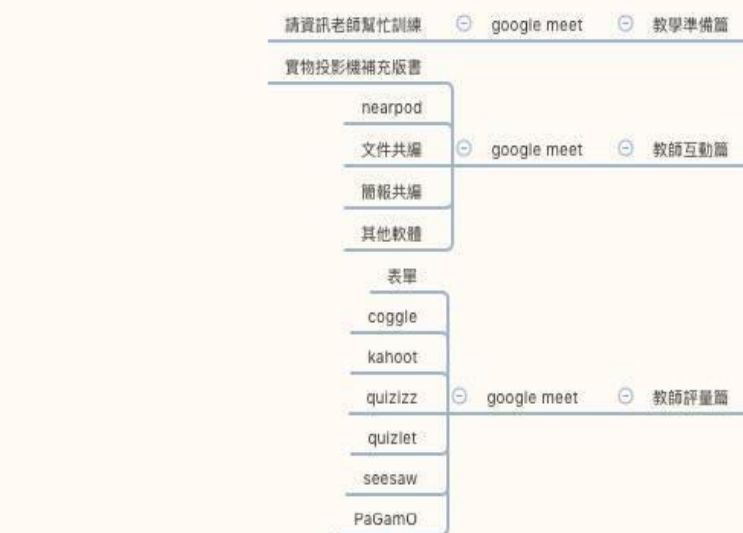 請資訊老師幫忙訓練 google meet 教學準備篇
實物投影機補充版書
nearpod
文件共編 google meet 教師互動篇
簡報共編
其他軟體
表單
coggle
kahoot
quizizz google meet 教師評量篇
quizlet
seesaw
PaGamO